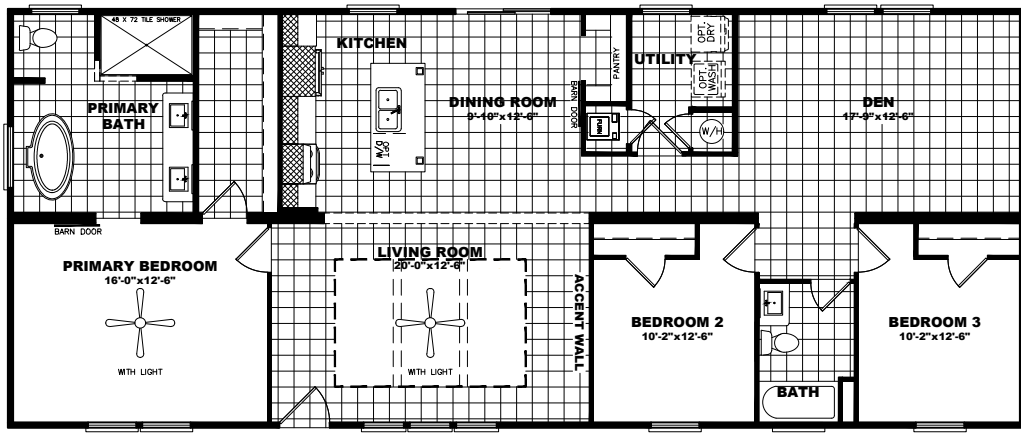 48 X 72 TILE SHOWER
PRIMARY
BATH
KITCHEN
OPT.
D/W
DINING ROOM
9'-10"x12'-6"
PANTRY
BARN DOOR
UTILITY
OPT.
DRY
OPT.
WASH
FURN
W/H
DEN
17'-9"x12'-6"
BARN DOOR
PRIMARY BEDROOM
16'-0"x12'-6"
WITH LIGHT
LIVING ROOM
20'-0"x12'-6"
WITH LIGHT
ACCENT WALL
BEDROOM 2
10'-2"x12'-6"
BATH
BEDROOM 3
10'-2"x12'-6"